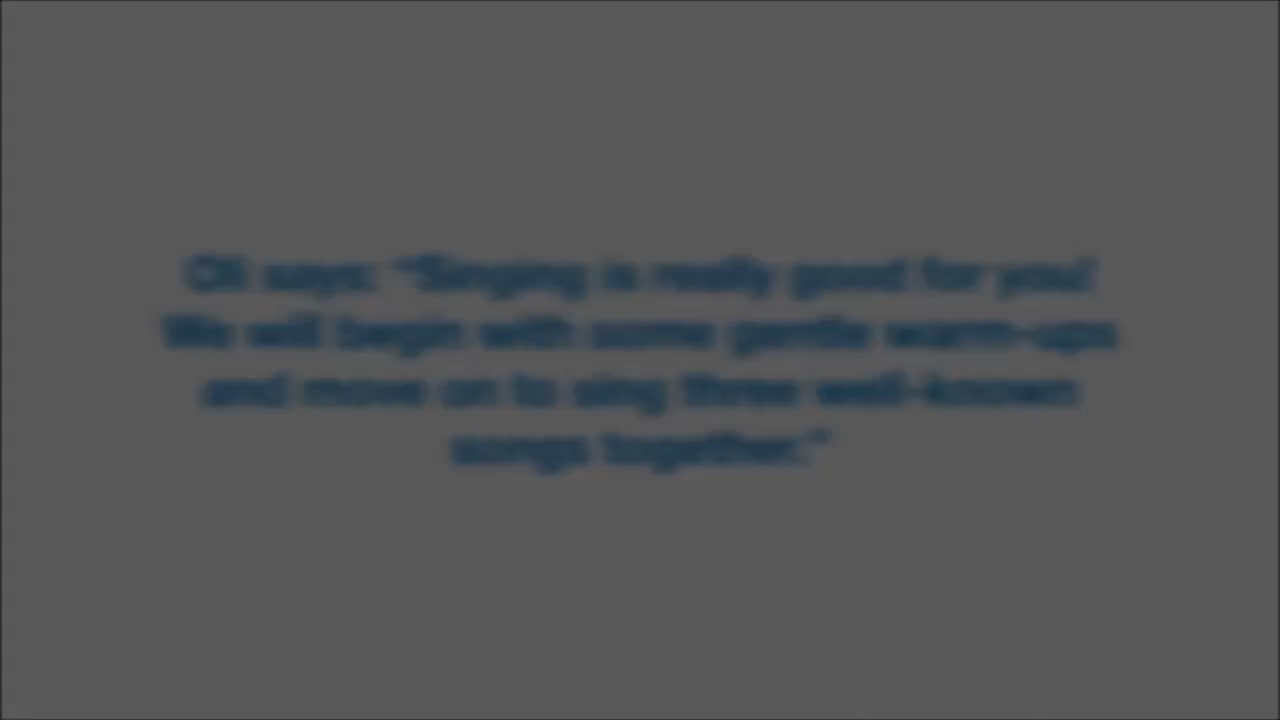 Oli says: "Singing is really good for you!
We will begin with some gentle warm-ups
and move on to sing three well-known
songs together."